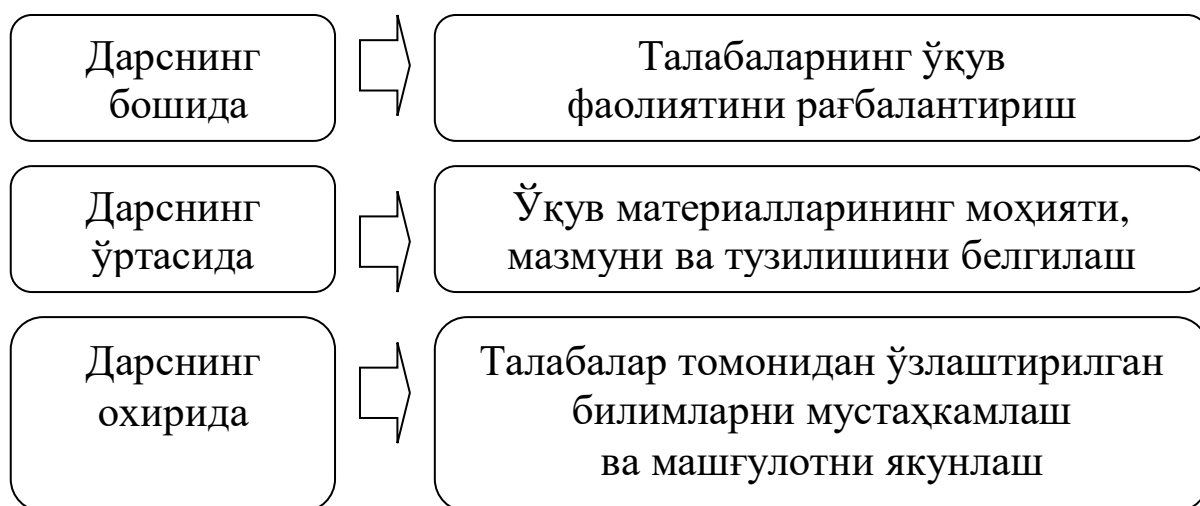 Дарснинг
бошида
Талабаларнинг ўқув
фаолиятини рағбалантириш
Дарснинг
ўртасида
Ўқув материалларининг моҳияти,
мазмуни ва тузилишини белгилаш
Дарснинг
охирида
Талабалар томонидан ўзлаштирилган
билимларни мустаҳкамлаш
ва машғулотни якунлаш